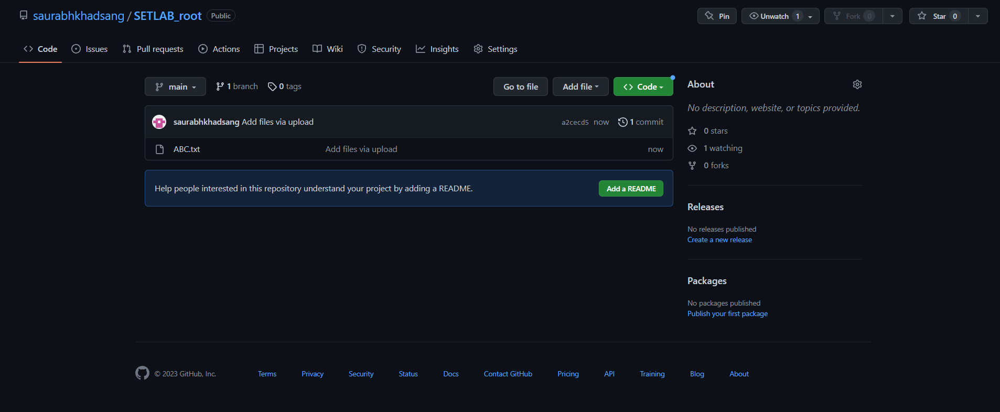 saurabhkhadsang / SETLAB_root Public
Pin Unwatch 1 Fork 0 Star 0
Code Issues Pull requests Actions Projects Wiki Security Insights Settings
main 1 branch 0 tags Go to file Add file Code
saurabhkhadsang Add files via upload a2cecd5 now 1 commit
ABC.txt Add files via upload now
Help people interested in this repository understand your project by adding a README. Add a README
About
No description, website, or topics provided.
0 stars
1 watching
0 forks
Releases
No releases published
Create a new release
Packages
No packages published
Publish your first package
© 2023 GitHub, Inc. Terms Privacy Security Status Docs Contact GitHub Pricing API Training Blog About